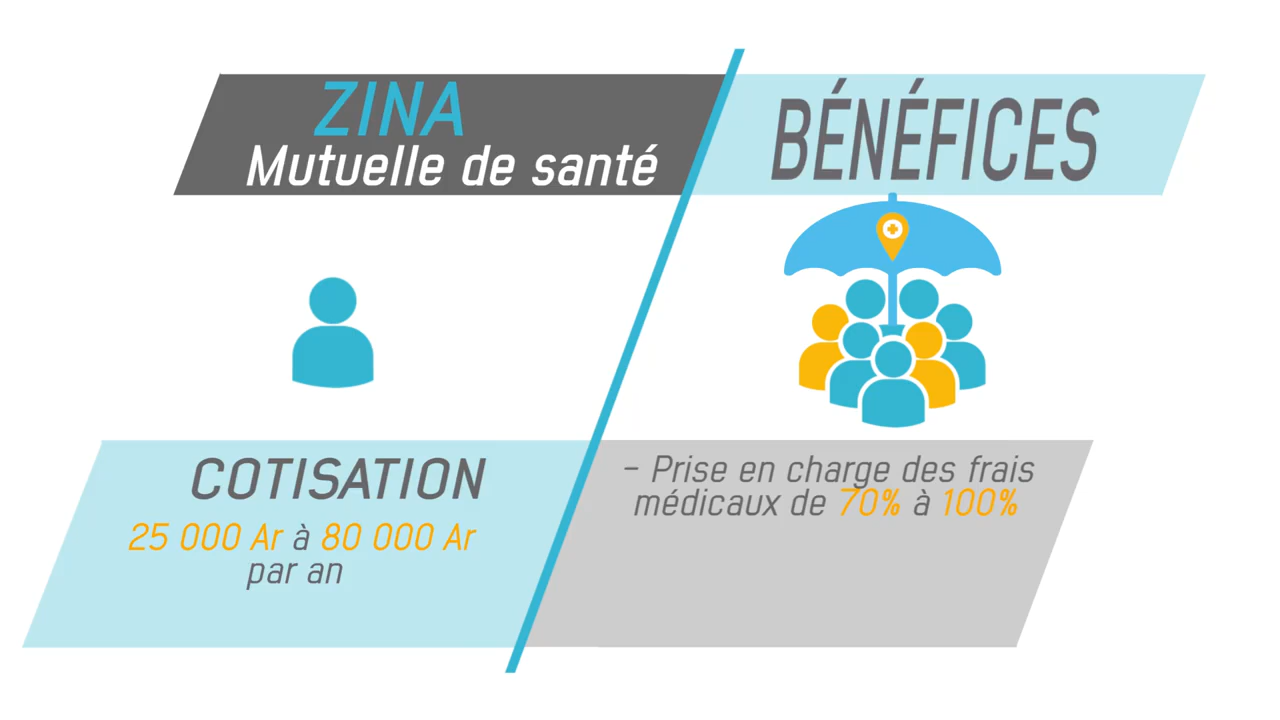 ZINA
Mutuelle de santé
BÉNÉFICES
COTISATION
25 000 Ar à 80 000 Ar
par an
- Prise en charge des frais
médicaux de 70% à 100%